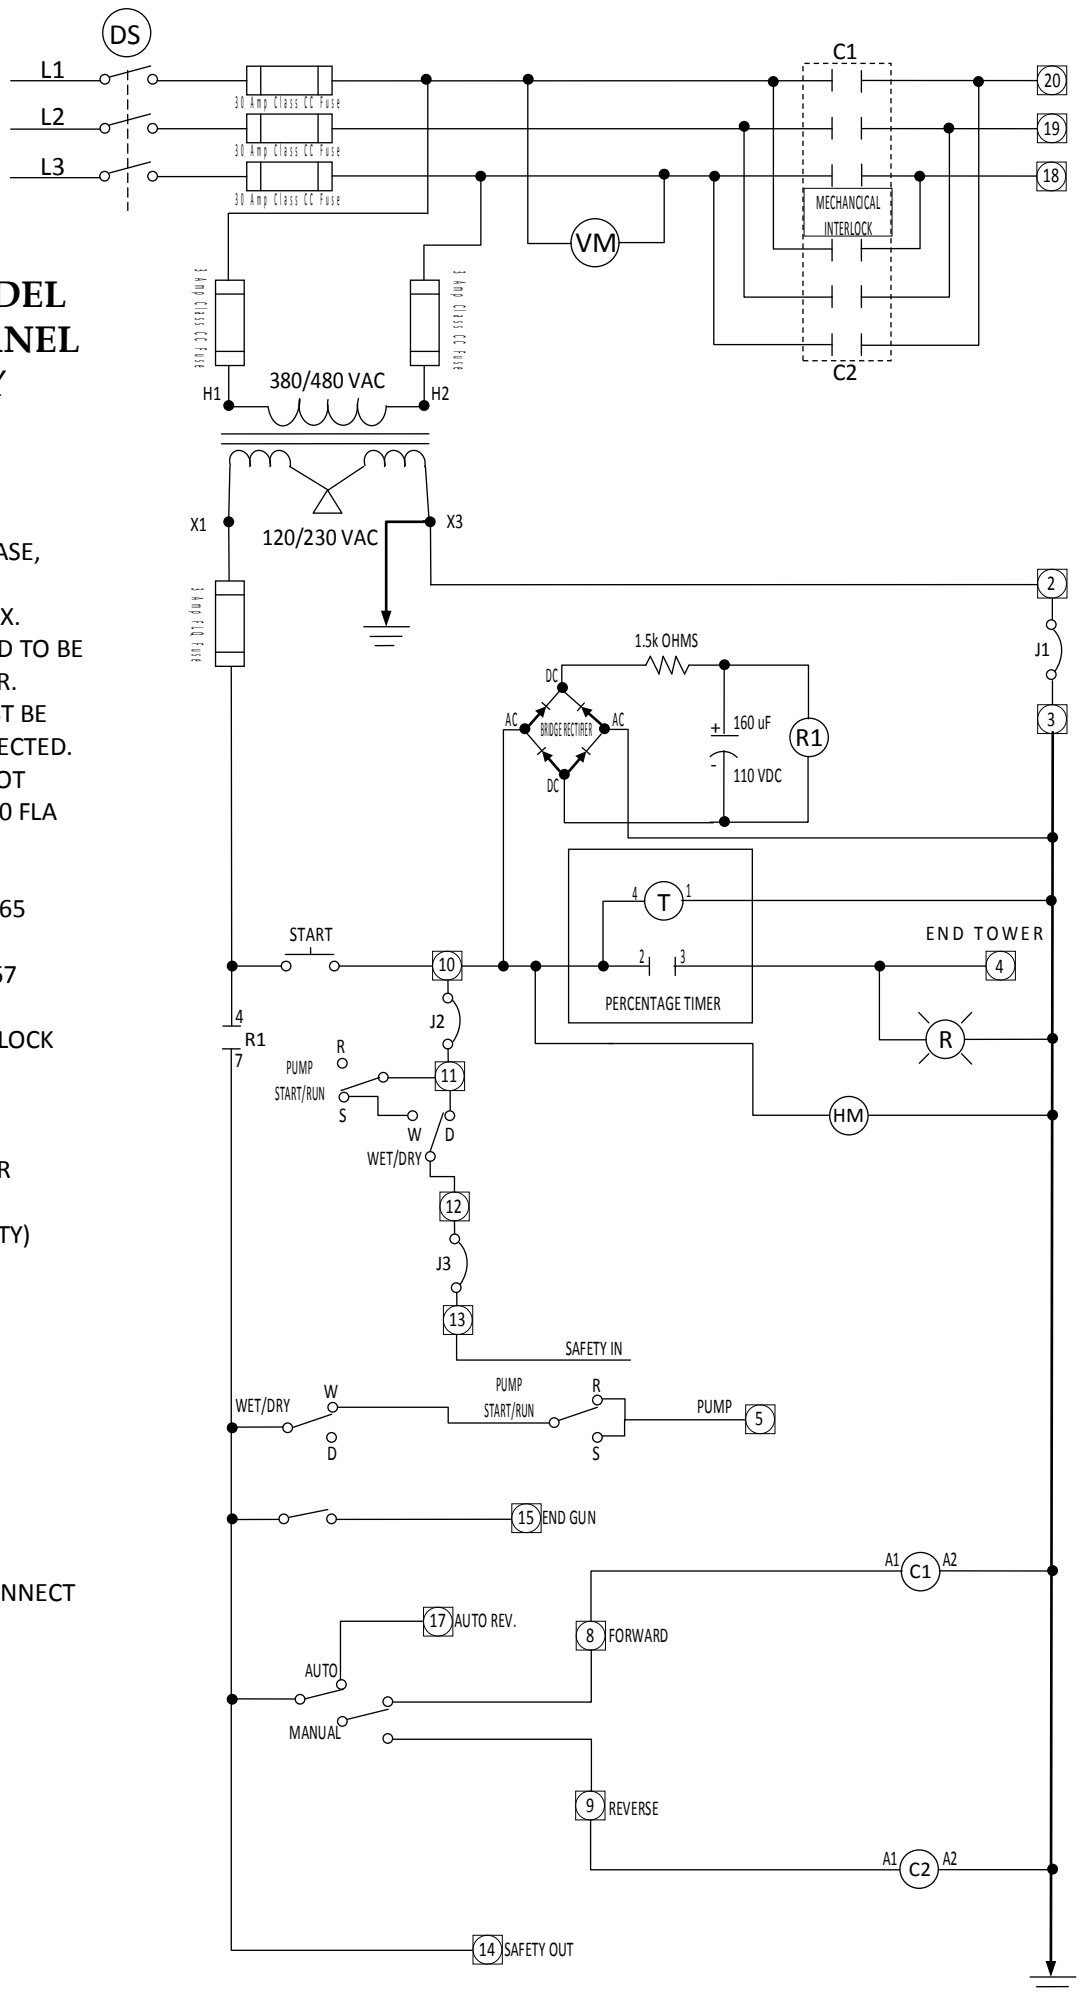 DS
L1
C1
20
30 Amp Class CC Fuse
L2
19
30 Amp Class CC Fuse
L3
18
30 Amp Class CC Fuse
MECHANCICAL
INTERLOCK
VM
3 Amp Class CC Fuse
3 Amp Class CC Fuse
C2
DEL
NEL
H1
380/480 VAC
H2
X1
120/230 VAC
X3
3 Amp FLQ Fuse
ASE,
X.
D TO BE
R.
ST BE
ECTED.
OT
0 FLA
65
67
LOCK
R
TY)
NNECT
2
J1
3
1.5k OHMS
DC
AC
BRIDGE RECTIFIER
AC
DC
+
160 uF
-
110 VDC
R1
4
T
1
END TOWER
START
10
2
3
4
PERCENTAGE TIMER
R
4
R1
7
J2
HM
R
PUMP
START/RUN
S
11
W
D
WET/DRY
12
J3
13
SAFETY IN
WET/DRY
W
D
PUMP
START/RUN
R
S
PUMP
5
15 END GUN
A1
C1
A2
17 AUTO REV.
8 FORWARD
AUTO
MANUAL
9 REVERSE
A1
C2
A2
14 SAFETY OUT